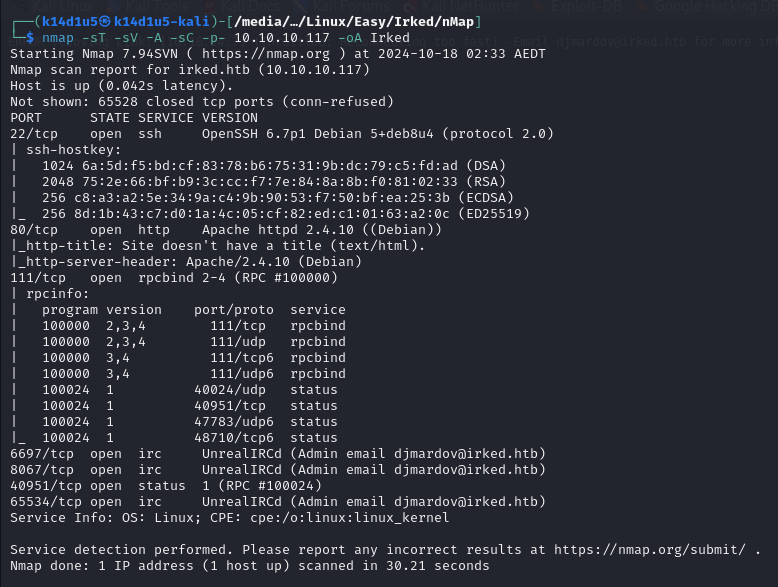 Kali Linux Kali Tools Kali Docs Kali Forums Kali NetHunter Exploit-DB Google Hacking DB
┌──(k14d1u5㉿k14d1u5-kali)-[/media/…/Linux/Easy/Irked/nMap]
└─$ nmap -sT -sV -A -sC -p- 10.10.10.117 -oA Irked
Starting Nmap 7.94SVN ( https://nmap.org ) at 2024-10-18 02:33 AEDT
Nmap scan report for irked.htb (10.10.10.117)
Host is up (0.042s latency).
Not shown: 65528 closed tcp ports (conn-refused)
PORT      STATE SERVICE VERSION
22/tcp    open  ssh     OpenSSH 6.7p1 Debian 5+deb8u4 (protocol 2.0)
| ssh-hostkey:
|   1024 6a:5d:f5:bd:cf:83:78:b6:75:31:9b:dc:79:c5:fd:ad (DSA)
|   2048 75:2e:66:bf:b9:3c:cc:f7:7e:84:8a:8b:f0:81:02:33 (RSA)
|   256 c8:a3:a2:5e:34:9a:c4:9b:90:53:f7:50:bf:ea:25:3b (ECDSA)
|_  256 8d:1b:43:c7:d0:1a:4c:05:cf:82:ed:c1:01:63:a2:0c (ED25519)
80/tcp    open  http    Apache httpd 2.4.10 ((Debian))
|_http-title: Site doesn't have a title (text/html).
|_http-server-header: Apache/2.4.10 (Debian)
111/tcp   open  rpcbind 2-4 (RPC #100000)
| rpcinfo:
|   program version    port/proto  service
|   100000  2,3,4        111/tcp   rpcbind
|   100000  2,3,4        111/udp   rpcbind
|   100000  3,4          111/tcp6  rpcbind
|   100000  3,4          111/udp6  rpcbind
|   100024  1          40024/udp   status
|   100024  1          40951/tcp   status
|   100024  1          47783/udp6  status
|_  100024  1          48710/tcp6  status
6697/tcp  open  irc     UnrealIRCd (Admin email djmardov@irked.htb)
8067/tcp  open  irc     UnrealIRCd (Admin email djmardov@irked.htb)
40951/tcp open  status  1 (RPC #100024)
65534/tcp open  irc     UnrealIRCd (Admin email djmardov@irked.htb)
Service Info: OS: Linux; CPE: cpe:/o:linux:linux_kernel

Service detection performed. Please report any incorrect results at https://nmap.org/submit/ .
Nmap done: 1 IP address (1 host up) scanned in 30.21 seconds